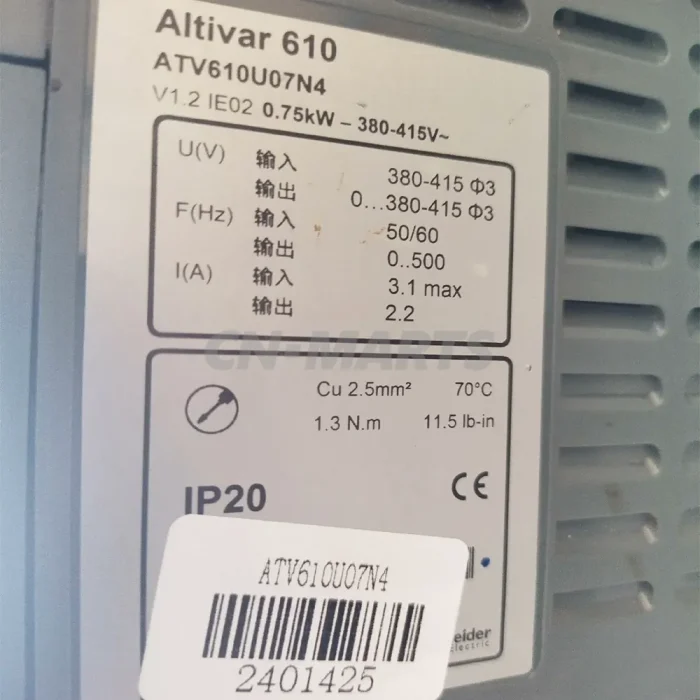 Altivar 610
ATV610U07N4
V1.2 IE02 0.75kW – 380-415V~
U(V) 输入 380-415 Φ3
输出 0...380-415 Φ3
F(Hz) 输入 50/60
输出 0..500
I(A) 输入 3.1 max
输出 2.2
CN-MARTS
Cu 2.5mm² 70°C
1.3 N.m 11.5 lb-in
IP20 CE
ATV610U07N4
2401425
eider
lectric